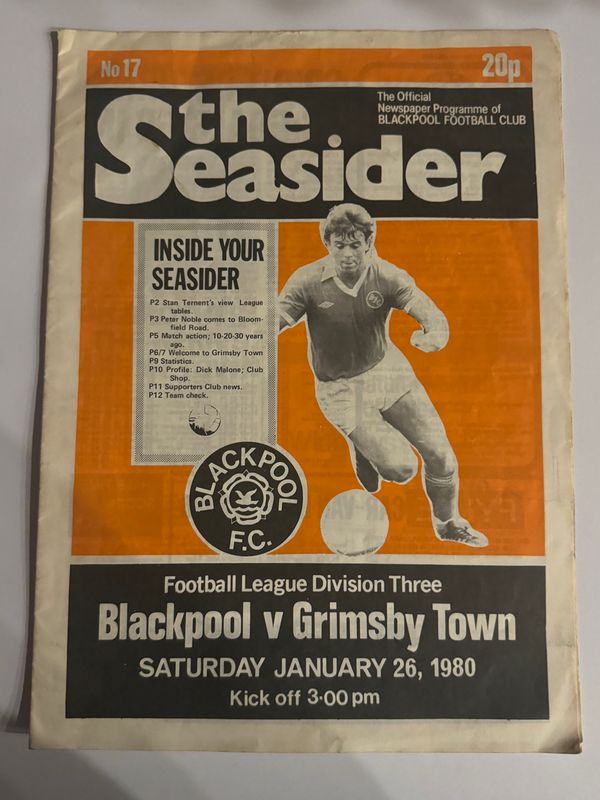 No 17
20p
the
Seasider
The Official
Newspaper Programme of
BLACKPOOL FOOTBALL CLUB
INSIDE YOUR
SEASIDER
P2 Stan Ternent's view League
tables.
P3 Peter Noble comes to Bloom-
field Road.
P5 Match action; 10-20-30 years
ago.
P6/7 Welcome to Grimsby Town
P9 Statistics.
P10 Profile: Dick Malone; Club
Shop.
P11 Supporters Club news.
P12 Team check.
BLACKPOOL
F.C.
Football League Division Three
Blackpool v Grimsby Town
SATURDAY JANUARY 26, 1980
Kick off 3·00 pm